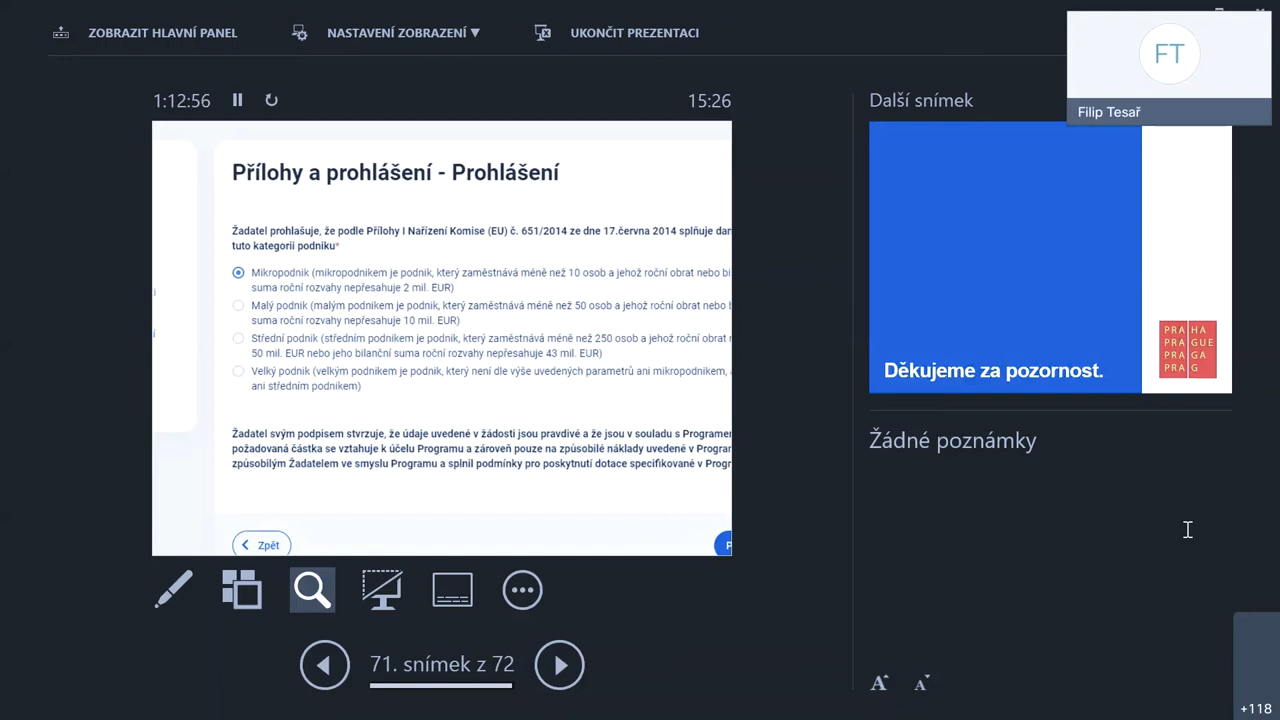 ZOBRAZIT HLAVNÍ PANEL
NASTAVENÍ ZOBRAZENÍ ▼
UKONČIT PREZENTACI
FT
Filip Tesař
1:12:56
15:26
Další snímek
Přílohy a prohlášení - Prohlášení
Žadatel prohlašuje, že podle Přílohy I Nařízení Komise (EU) č. 651/2014 ze dne 17.června 2014 splňuje
tuto kategorii podniku*
Mikropodnik (mikropodnikem je podnik, který zaměstnává méně než 10 osob a jehož roční obrat nebo
suma roční rozvahy nepřesahuje 2 mil. EUR)
Malý podnik (malým podnikem je podnik, který zaměstnává méně než 50 osob a jehož roční obrat nebo
suma roční rozvahy nepřesahuje 10 mil. EUR)
Střední podnik (středním podnikem je podnik, který zaměstnává méně než 250 osob a jehož roční obrat
50 mil. EUR nebo jeho bilanční suma roční rozvahy nepřesahuje 43 mil. EUR)
Velký podnik (velkým podnikem je podnik, který není dle výše uvedených parametrů ani mikropodnikem,
ani středním podnikem)
Žadatel svým podpisem stvrzuje, že údaje uvedené v žádosti jsou pravdivé a že jsou v souladu s
požadovaná částka se vztahuje k účelu Programu a zároveň pouze na způsobilé náklady uvedené v
způsobilým Žadatelem ve smyslu Programu a splnil podmínky pro poskytnutí dotace specifikované v
Zpět
Děkujeme za pozornost.
PRA HA
PRA GUE
PRA GA
PRA G
Žádné poznámky
71. snímek z 72
A A
+118